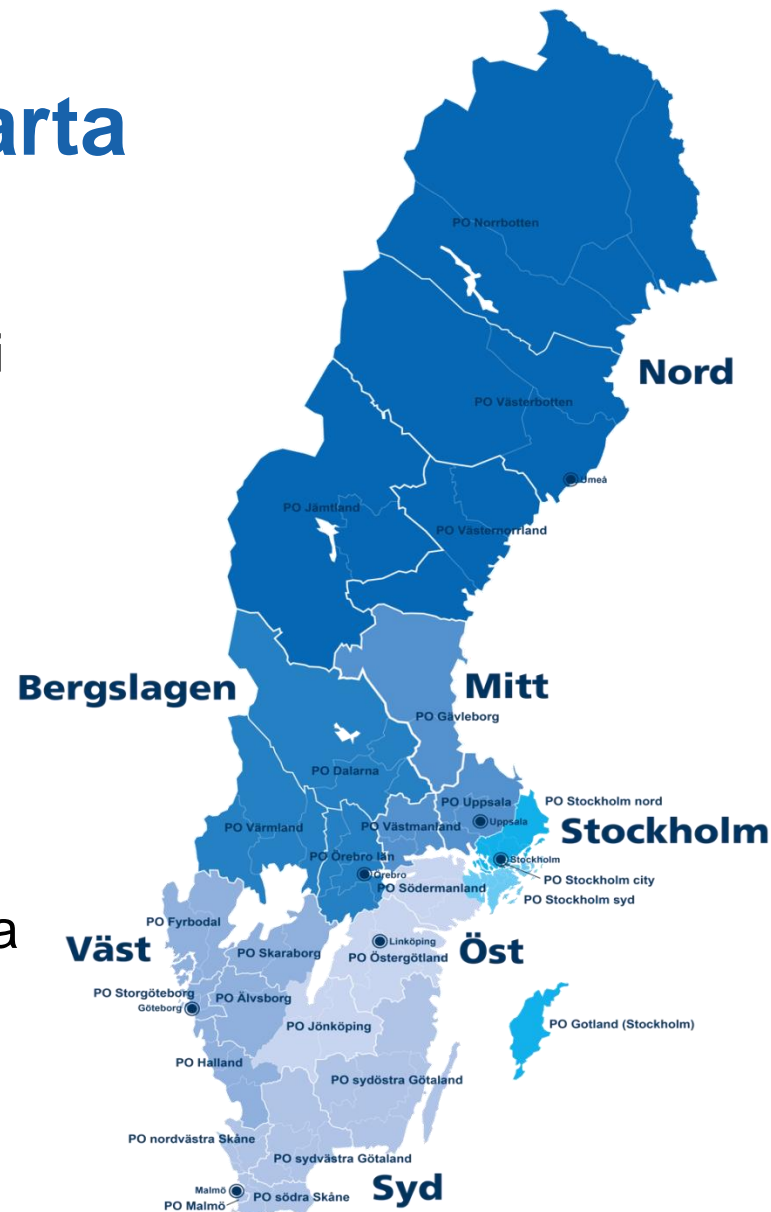 arta
i
PO Norrbotten
Nord
PO Västerbotten
Umeå
PO Jämtland
PO Västernorrland
Bergslagen
Mitt
PO Gävleborg
PO Dalarna
PO Uppsala
PO Stockholm nord
Uppsala
PO Värmland
PO Västmanland
Stockholm
PO Örebro län
Stockholm
Örebro
PO Stockholm city
PO Södermanland
PO Stockholm syd
PO Fyrbodal
a
Väst
Linköping
Öst
PO Skaraborg
PO Östergötland
PO Storgöteborg
PO Älvsborg
Göteborg
PO Jönköping
PO Gotland (Stockholm)
PO Halland
PO sydöstra Götaland
PO nordvästra Skåne
PO sydvästra Götaland
Malmö
Syd
PO södra Skåne
PO Malmö